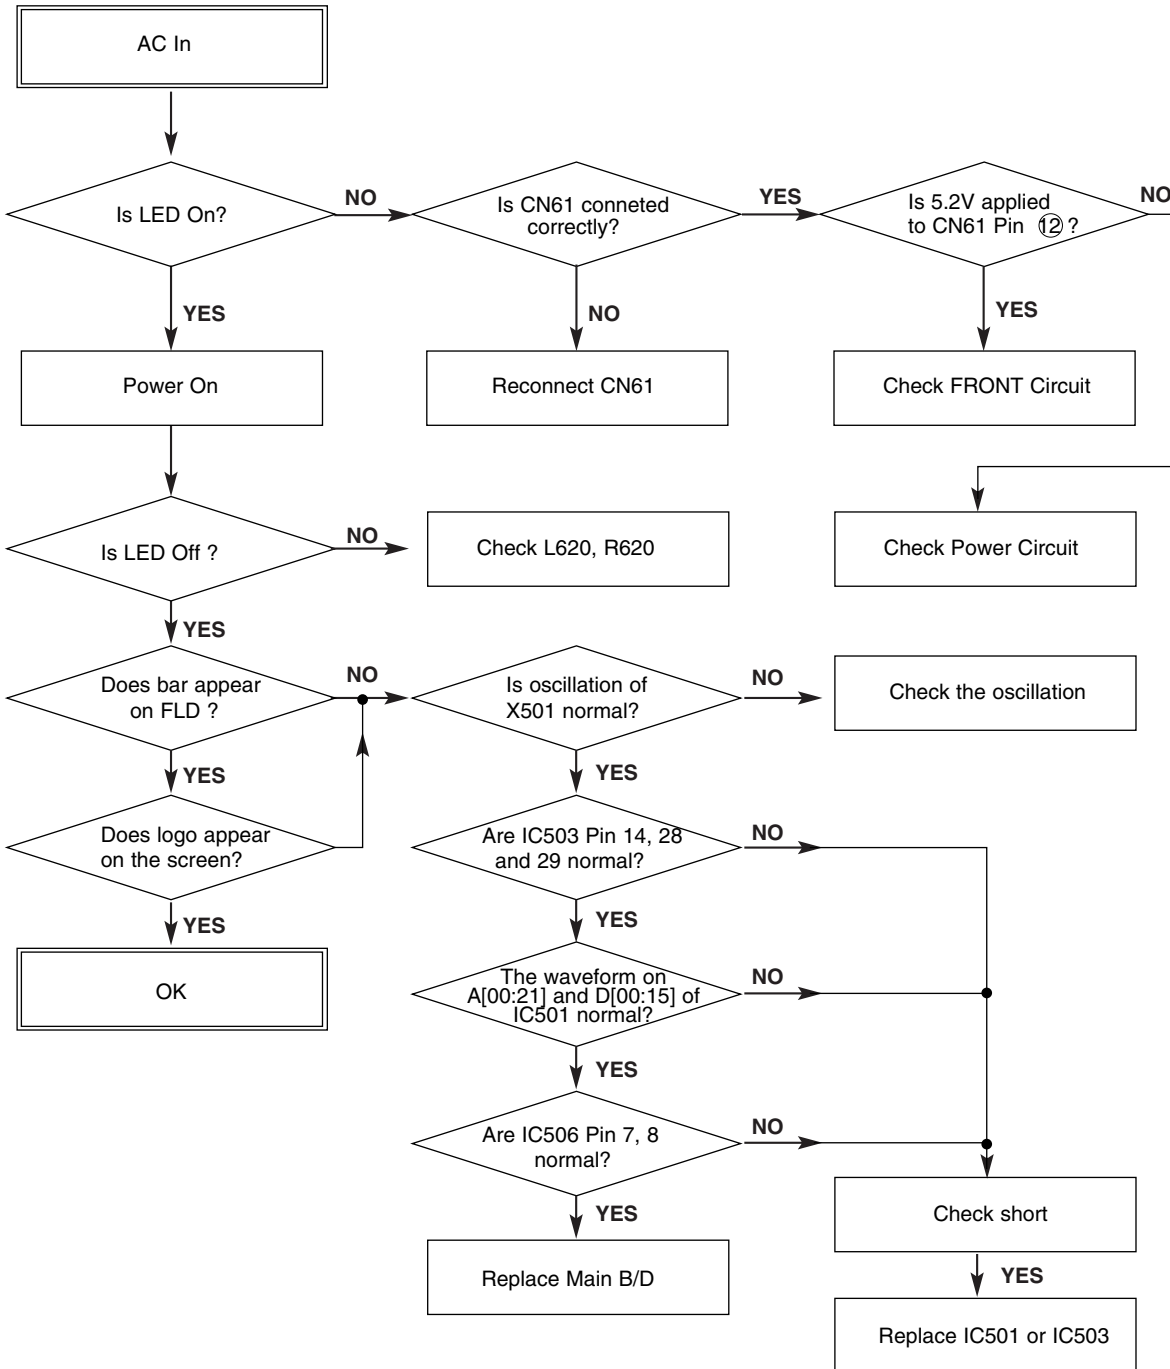 AC In
Is LED On?
NO
Is CN61 conneted
correctly?
YES
Is 5.2V applied
to CN61 Pin ⑫ ?
NO
YES
NO
YES
Power On
Reconnect CN61
Check FRONT Circuit
Is LED Off ?
NO
Check L620, R620
Check Power Circuit
YES
Does bar appear
on FLD ?
NO
Is oscillation of
X501 normal?
NO
Check the oscillation
YES
YES
Does logo appear
on the screen?
Are IC503 Pin 14, 28
and 29 normal?
NO
YES
YES
OK
The waveform on
A[00:21] and D[00:15] of
IC501 normal?
NO
YES
Are IC506 Pin 7, 8
normal?
NO
YES
Check short
Replace Main B/D
YES
Replace IC501 or IC503